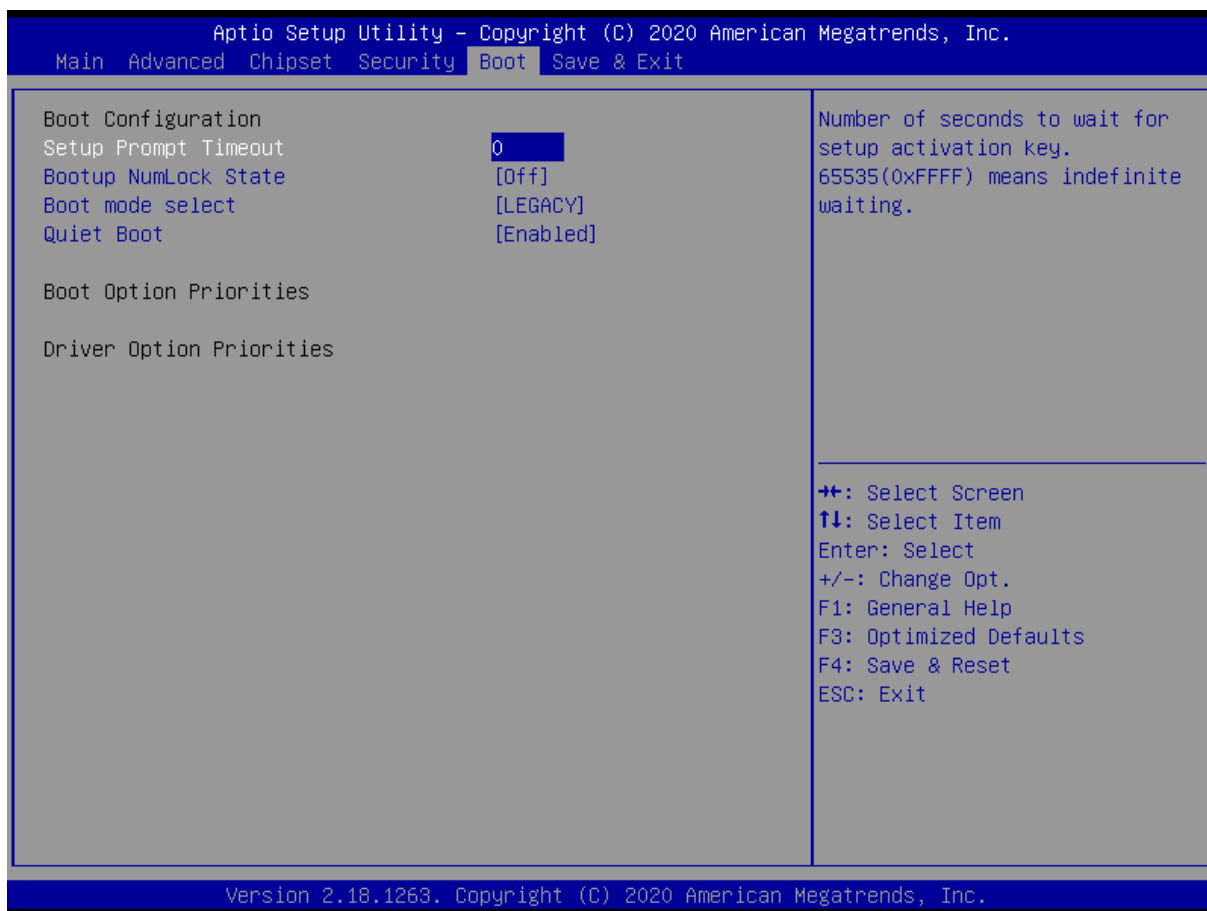 Aptio Setup Utility – Copyright (C) 2020 American Megatrends, Inc.
Main Advanced Chipset Security Boot Save & Exit
Boot Configuration
Setup Prompt Timeout 0
Bootup NumLock State [Off]
Boot mode select [LEGACY]
Quiet Boot [Enabled]
Boot Option Priorities
Driver Option Priorities
Number of seconds to wait for
setup activation key.
65535(0xFFFF) means indefinite
waiting.
→←: Select Screen
↑↓: Select Item
Enter: Select
+/-: Change Opt.
F1: General Help
F3: Optimized Defaults
F4: Save & Reset
ESC: Exit
Version 2.18.1263. Copyright (C) 2020 American Megatrends, Inc.